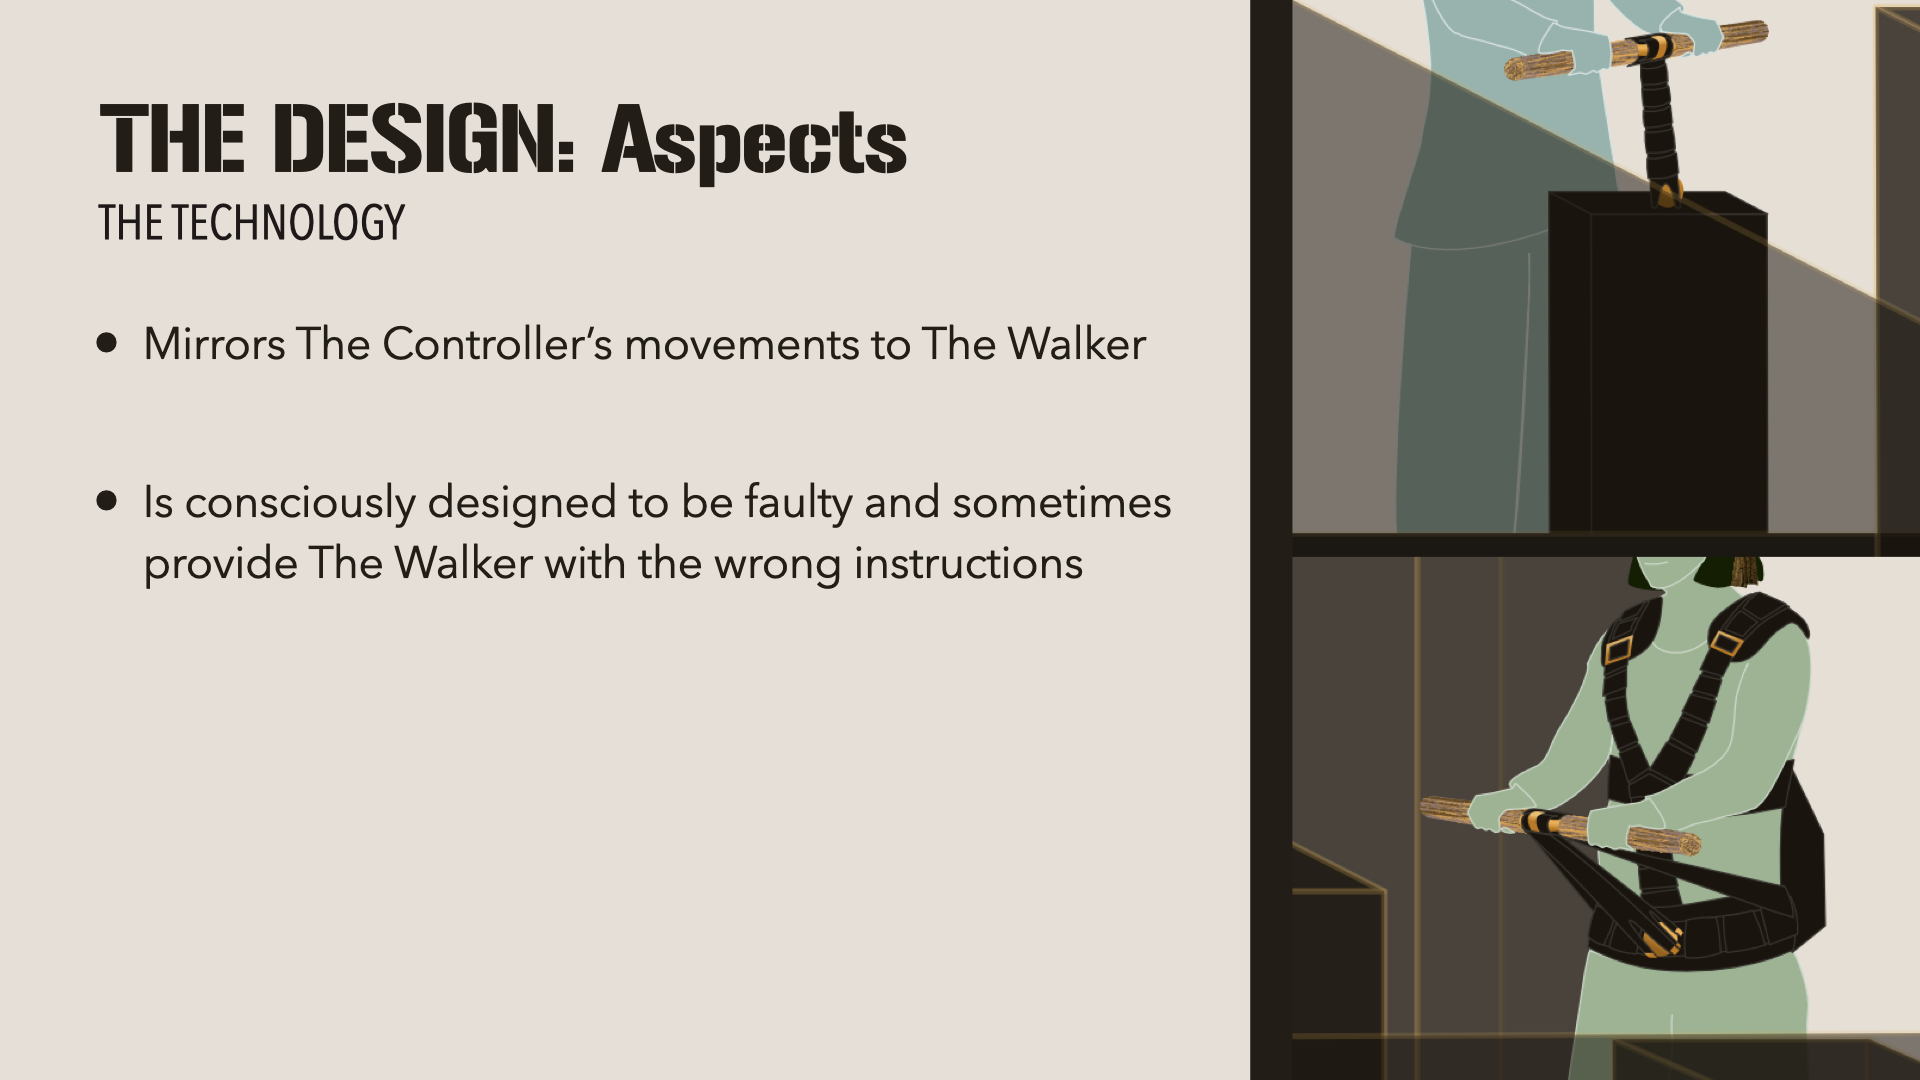 THE DESIGN: Aspects
THE TECHNOLOGY
• Mirrors The Controller’s movements to The Walker
• Is consciously designed to be faulty and sometimes
provide The Walker with the wrong instructions